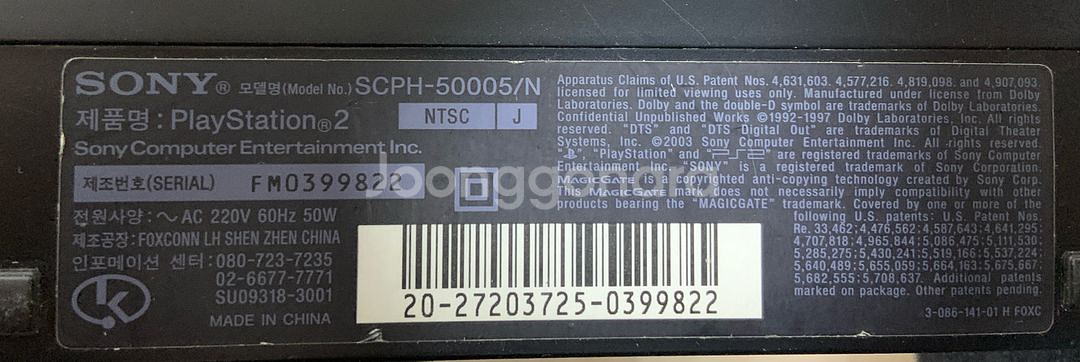 SONY® 모델명(Model No.) SCPH-50005/N
제품명 : PlayStation®2 NTSC J
Sony Computer Entertainment Inc.
제조번호(SERIAL) FM0399822
전원사양 : ～ AC 220V 60Hz 50W
제조공장 : FOXCONN LH SHEN ZHEN CHINA
인포메이션 센터 : 080-723-7235
02-6677-7771
SU09318-3001
MADE IN CHINA
20-27203725-0399822
Apparatus Claims of U.S. Patent Nos. 4,631,603. 4,577,216. 4,819,098. and 4,907,093.
licensed for limited viewing uses only. Manufactured under license from Dolby
Laboratories. Dolby and the double-D symbol are trademarks of Dolby Laboratories.
Confidential Unpublished Works ©1992-1997 Dolby Laboratories, Inc. All rights
reserved. "DTS" and "DTS Digital Out" are trademarks of Digital Theater
Systems, Inc. ©2003 Sony Computer Entertainment Inc. All rights reserved.
" ", "PlayStation" and "PS2" are registered trademarks of Sony Computer
Entertainment Inc. "SONY" is a registered trademark of Sony Corporation.
MAGICGATE is a copyrighted anti-copying technology created by Sony Corp.
This MAGICGATE mark does not necessarily imply compatibility with other
products bearing the "MAGICGATE" trademark. Covered by one or more of the
following U.S. patents: U.S. Patent Nos.
Re. 33,462 ; 4,476,562 ; 4,587,643 ; 4,641,295 ;
4,707,818 ; 4,965,844 ; 5,086,475 ; 5,111,530 ;
5,285,275 ; 5,430,241 ; 5,519,166 ; 5,537,224 ;
5,640,489 ; 5,655,059 ; 5,664,163 ; 5,675,667 ;
5,682,555 ; 5,708,637. Additional patents
marked on package. Other patents pending.
3-086-141-01 H FOXC